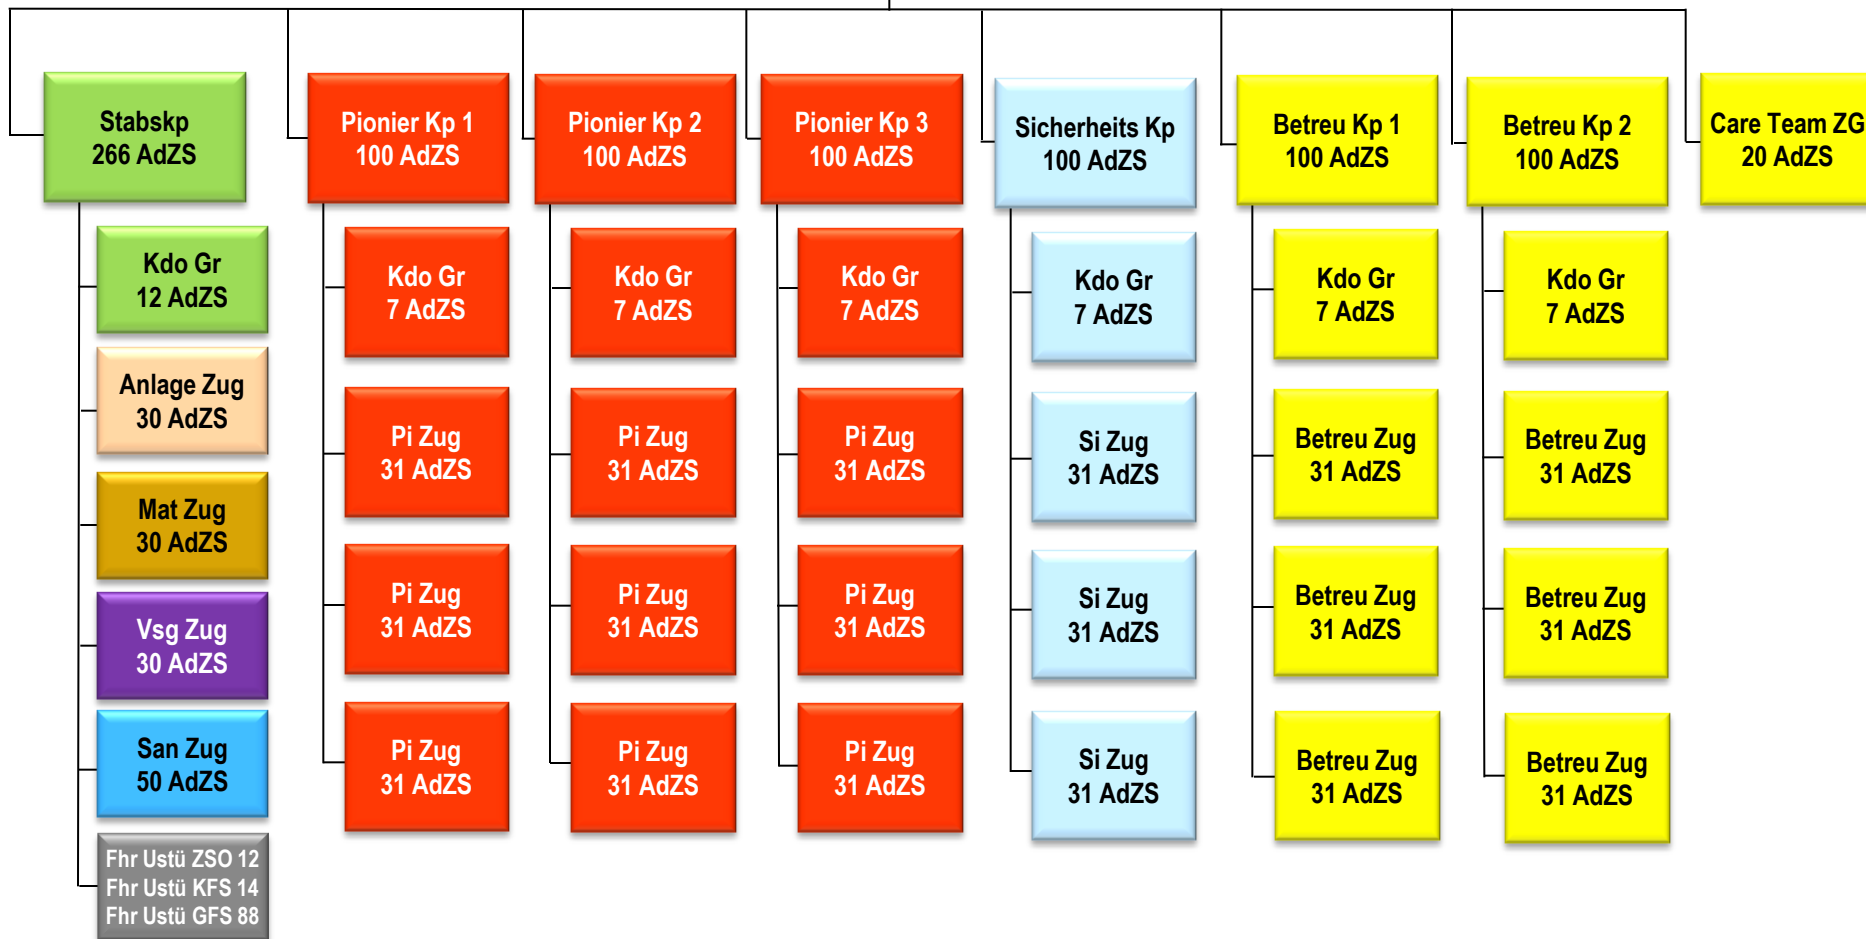 Stabskp
266 AdZS
Pionier Kp 1
100 AdZS
Pionier Kp 2
100 AdZS
Pionier Kp 3
100 AdZS
Sicherheits Kp
100 AdZS
Betreu Kp 1
100 AdZS
Betreu Kp 2
100 AdZS
Care Team ZG
20 AdZS
Kdo Gr
12 AdZS
Anlage Zug
30 AdZS
Mat Zug
30 AdZS
Vsg Zug
30 AdZS
San Zug
50 AdZS
Fhr Ustü ZSO 12
Fhr Ustü KFS 14
Fhr Ustü GFS 88
Kdo Gr
7 AdZS
Pi Zug
31 AdZS
Pi Zug
31 AdZS
Pi Zug
31 AdZS
Kdo Gr
7 AdZS
Pi Zug
31 AdZS
Pi Zug
31 AdZS
Pi Zug
31 AdZS
Kdo Gr
7 AdZS
Pi Zug
31 AdZS
Pi Zug
31 AdZS
Pi Zug
31 AdZS
Kdo Gr
7 AdZS
Si Zug
31 AdZS
Si Zug
31 AdZS
Si Zug
31 AdZS
Kdo Gr
7 AdZS
Betreu Zug
31 AdZS
Betreu Zug
31 AdZS
Betreu Zug
31 AdZS
Kdo Gr
7 AdZS
Betreu Zug
31 AdZS
Betreu Zug
31 AdZS
Betreu Zug
31 AdZS